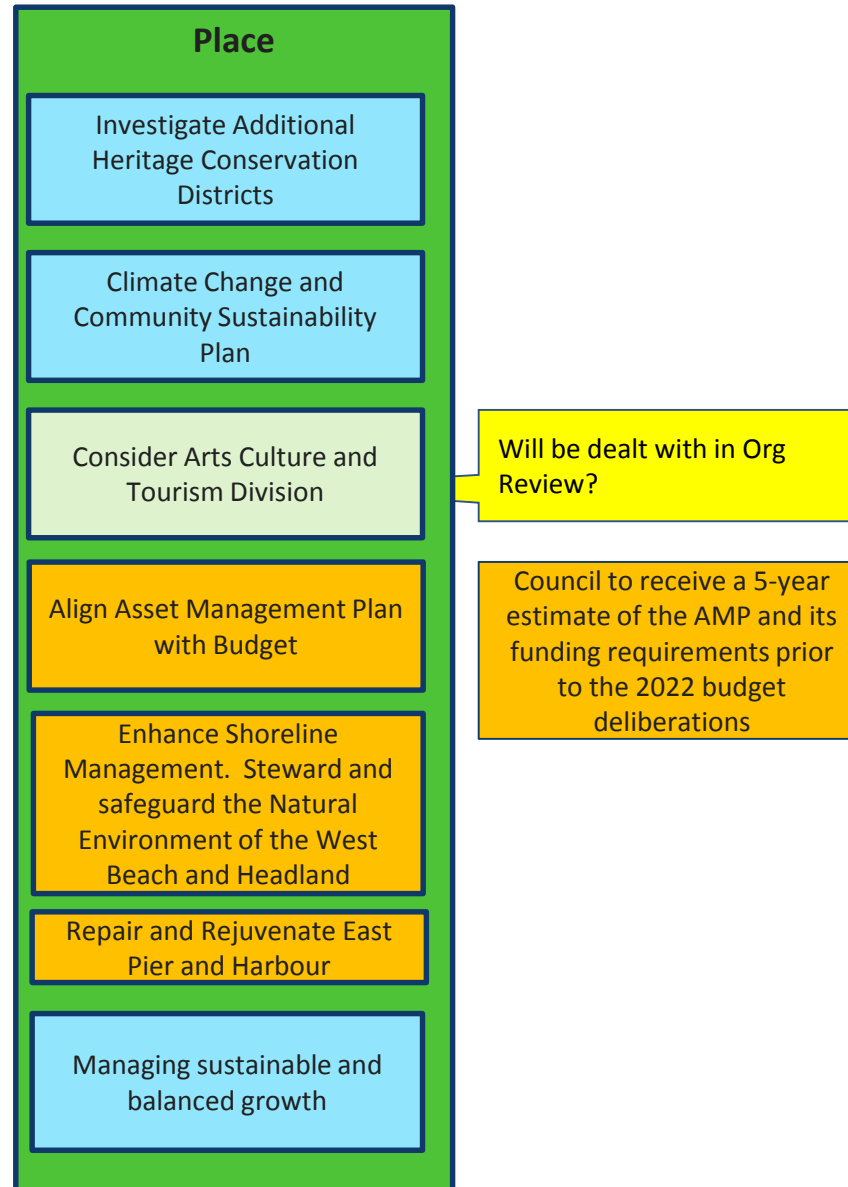 Place
Investigate Additional
Heritage Conservation
Districts
Climate Change and
Community Sustainability
Plan
Consider Arts Culture and
Tourism Division
Will be dealt with in Org
Review?
Align Asset Management Plan
with Budget
Council to receive a 5-year
estimate of the AMP and its
funding requirements prior
to the 2022 budget
deliberations
Enhance Shoreline
Management.  Steward and
safeguard the Natural
Environment of the West
Beach and Headland
Repair and Rejuvenate East
Pier and Harbour
Managing sustainable and
balanced growth